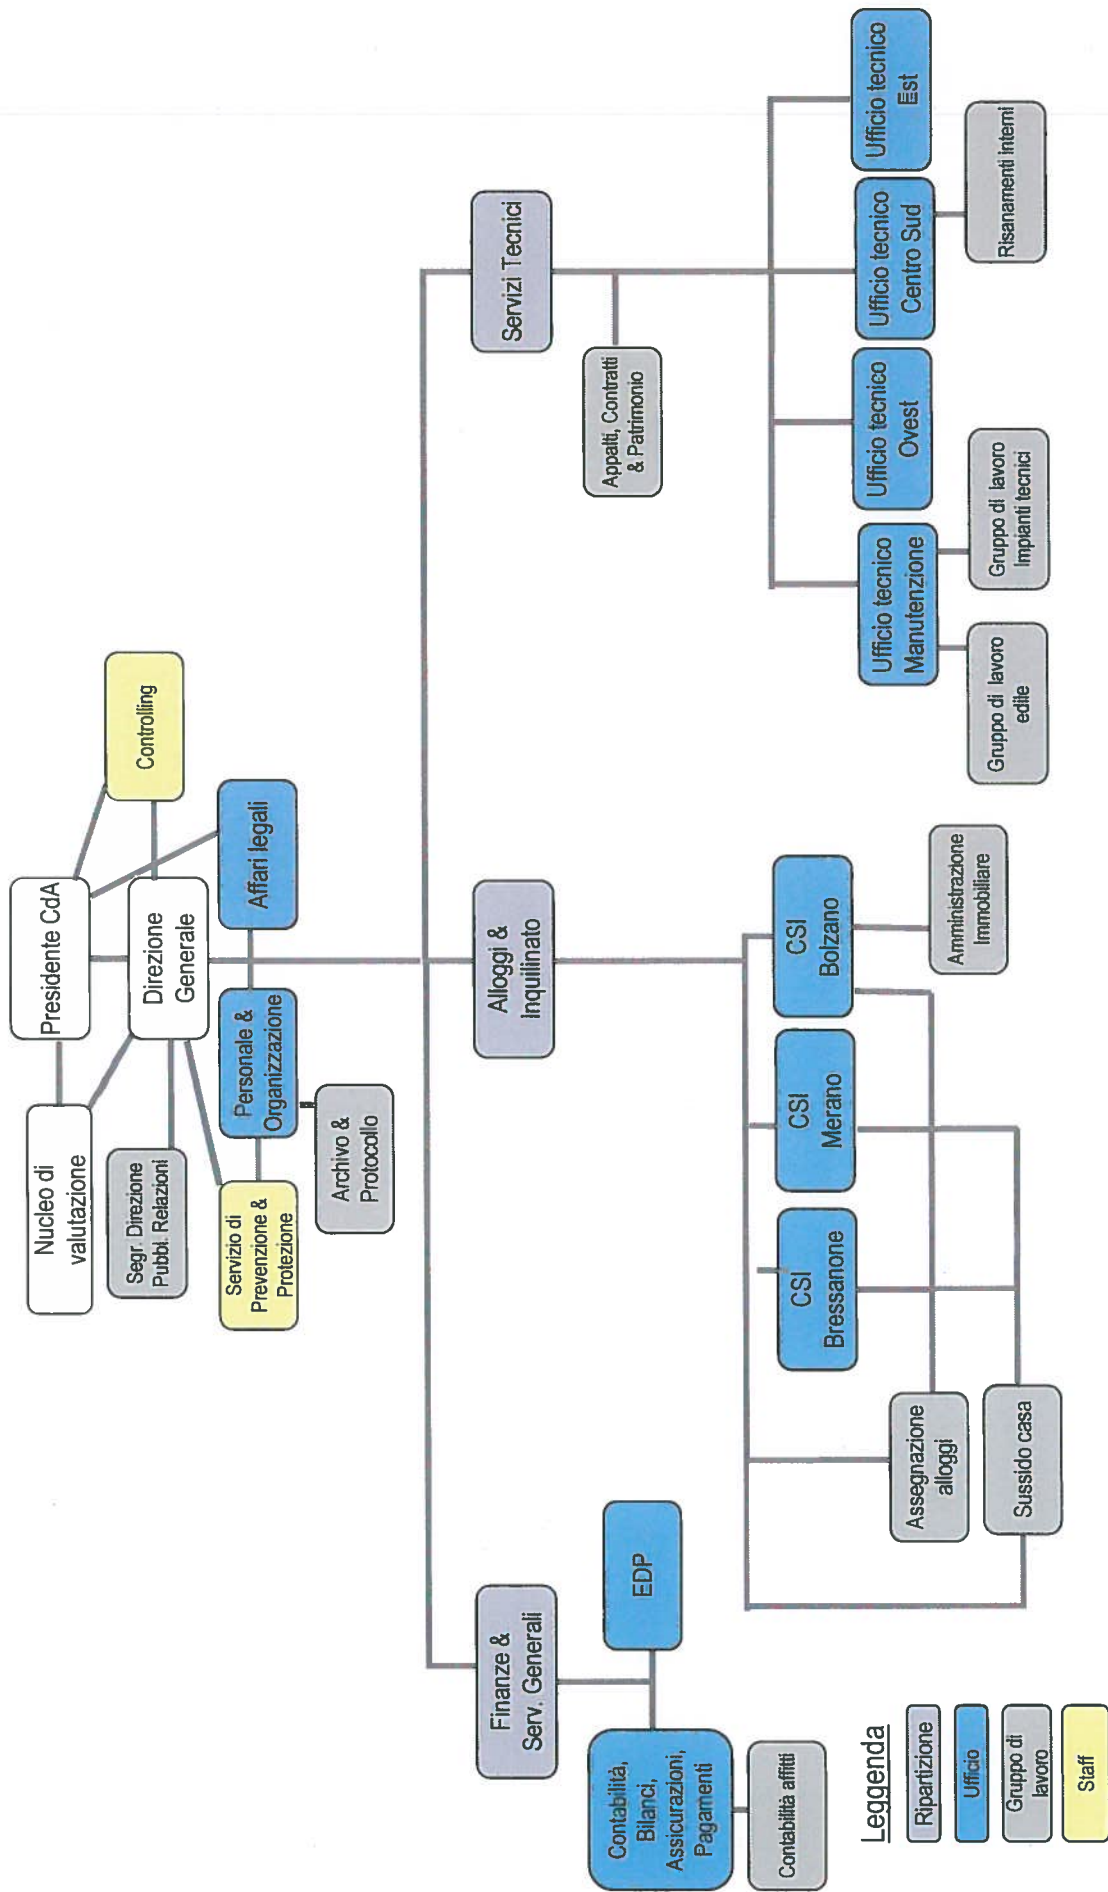 Presidente CdA
Nucleo di
valutazione
Direzione
Generale
Controlling
Segr. Direzione
Pubbl. Relazioni
Servizio di
Prevenzione &
Protezione
Personale &
Organizzazione
Affari legali
Archivo &
Protocollo
Finanze &
Serv. Generali
Alloggi &
Inquilinato
Servizi Tecnici
Contabilità,
Bilanci,
Assicurazioni,
Pagamenti
EDP
Contabilità affitti
Appalti, Contratti
& Patrimonio
CSI
Bressanone
CSI
Merano
CSI
Bolzano
Assegnazione
alloggi
Sussido casa
Amministrazione
Immobiliare
Ufficio tecnico
Manutenzione
Ufficio tecnico
Ovest
Ufficio tecnico
Centro Sud
Ufficio tecnico
Est
Gruppo di lavoro
edile
Gruppo di lavoro
Impianti tecnici
Risanamenti interni
Leggenda
Ripartizione
Ufficio
Gruppo di
lavoro
Staff